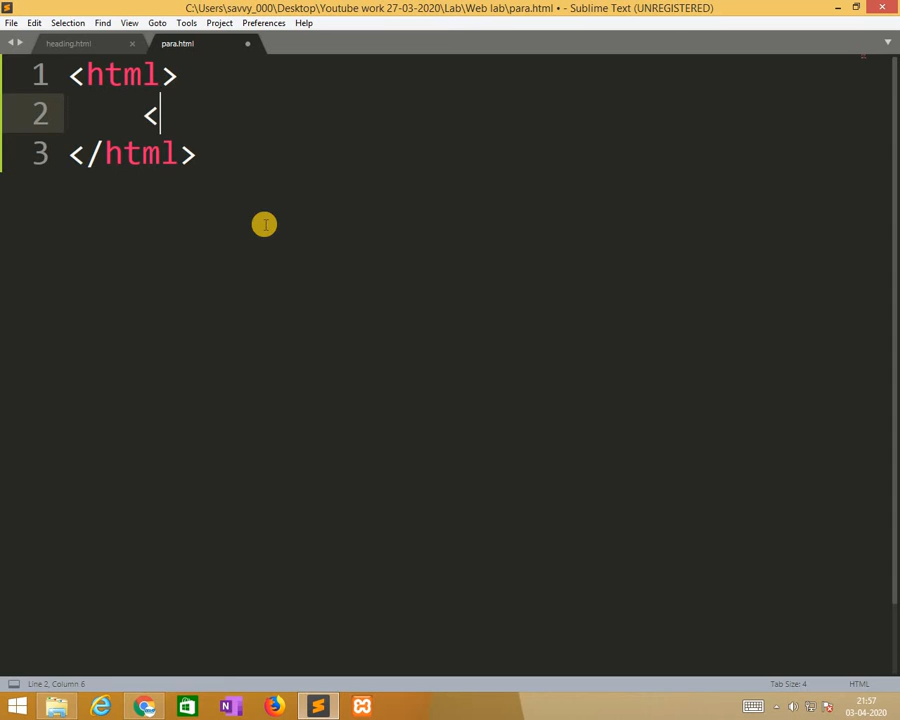 C:\Users\savvy_000\Desktop\Youtube work 27-03-2020\Lab\Web lab\para.html • - Sublime Text (UNREGISTERED)
File Edit Selection Find View Goto Tools Project Preferences Help
heading.html × para.html
1 <html>
2 <
3 </html>
Line 2, Column 6 Tab Size: 4 HTML
21:57
03-04-2020